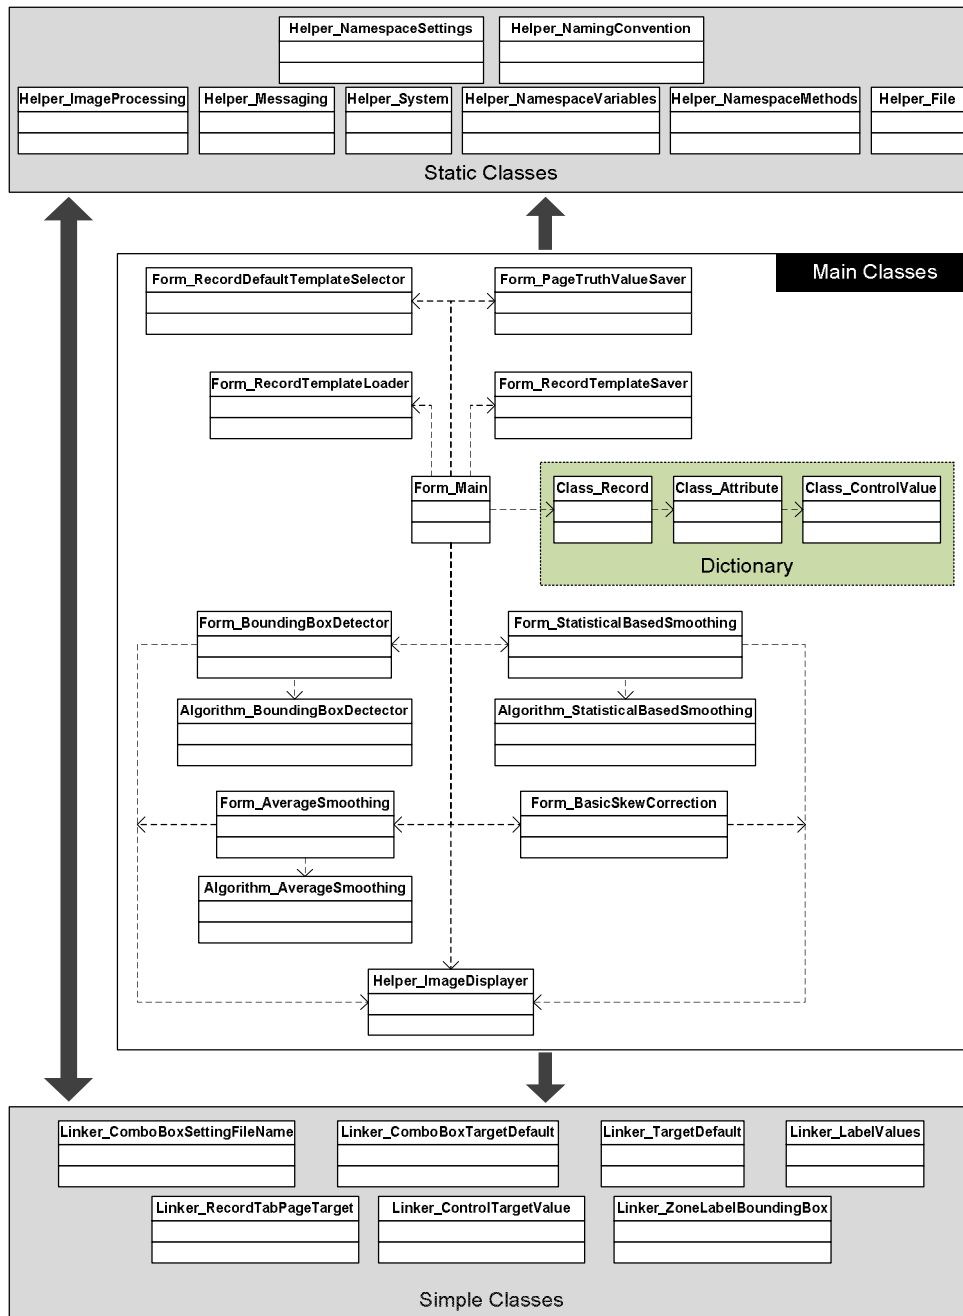 Helper_NamespaceSettings
Helper_NamingConvention
Helper_ImageProcessing
Helper_Messaging
Helper_System
Helper_NamespaceVariables
Helper_NamespaceMethods
Helper_File
Static Classes
Main Classes
Form_RecordDefaultTemplateSelector
Form_PageTruthValueSaver
Form_RecordTemplateLoader
Form_RecordTemplateSaver
Form_Main
Class_Record
Class_Attribute
Class_ControlValue
Dictionary
Form_BoundingBoxDetector
Form_StatisticalBasedSmoothing
Algorithm_BoundingBoxDectector
Algorithm_StatisticalBasedSmoothing
Form_AverageSmoothing
Form_BasicSkewCorrection
Algorithm_AverageSmoothing
Helper_ImageDisplayer
Linker_ComboBoxSettingFileName
Linker_ComboBoxTargetDefault
Linker_TargetDefault
Linker_LabelValues
Linker_RecordTabPageTarget
Linker_ControlTargetValue
Linker_ZoneLabelBoundingBox
Simple Classes